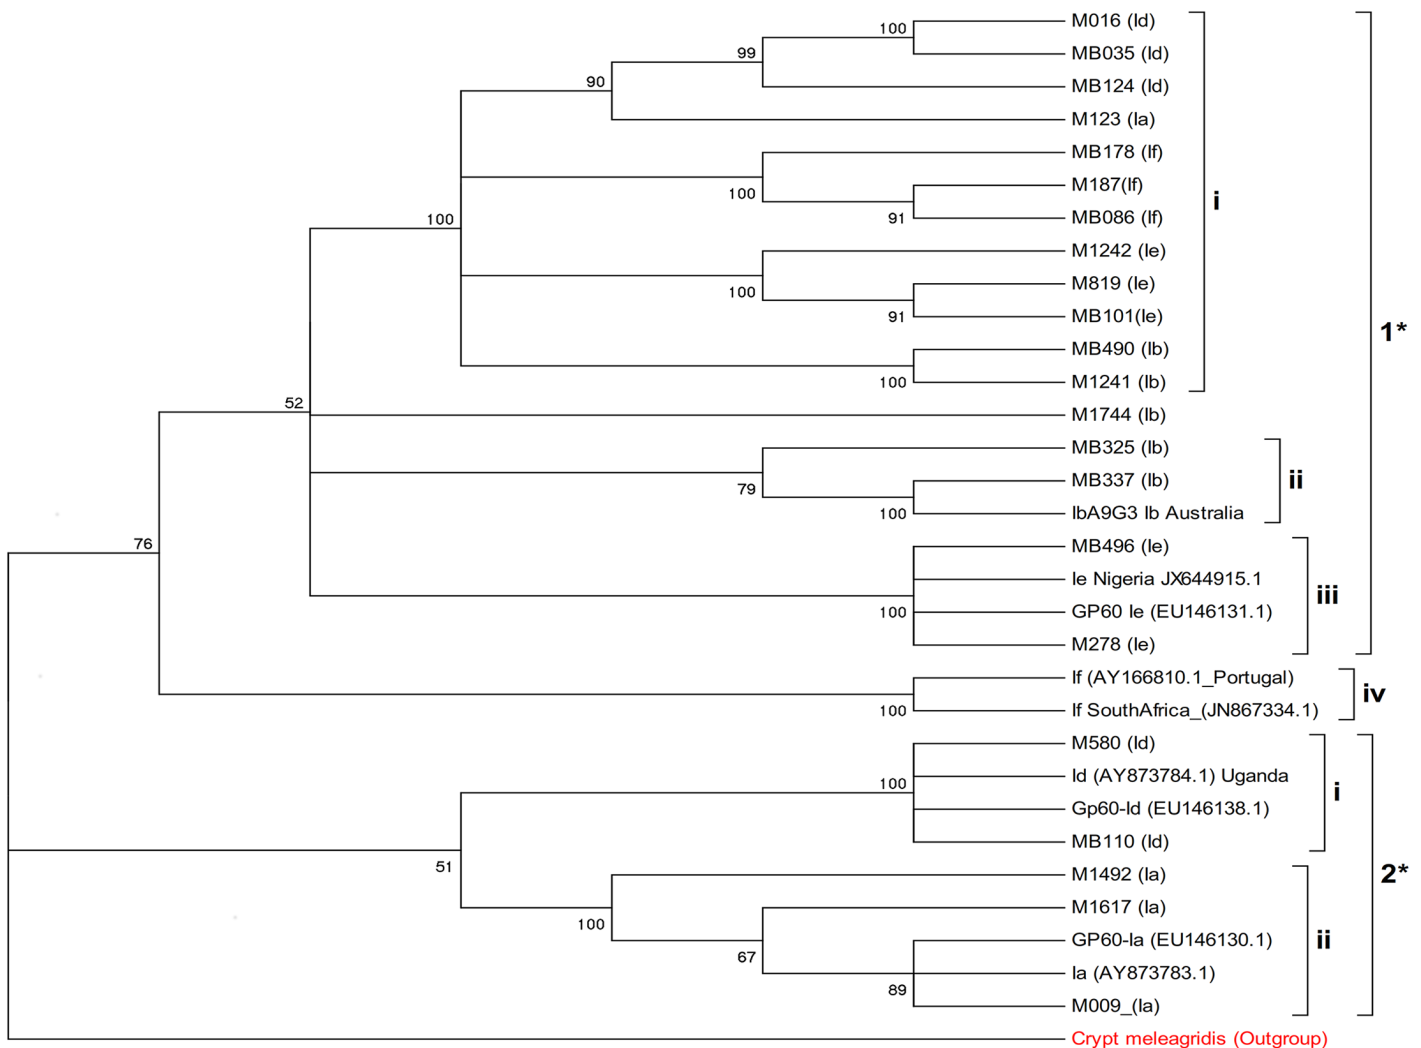 M016 (Id)
100
MB035 (Id)
99
90
MB124 (Id)
M123 (Ia)
MB178 (If)
M187(If)
100
i
MB086 (If)
91
100
M1242 (Ie)
M819 (Ie)
100
MB101(Ie)
91
1*
MB490 (Ib)
M1241 (Ib)
100
52
M1744 (Ib)
MB325 (Ib)
MB337 (Ib)
ii
79
IbA9G3 Ib Australia
100
76
MB496 (Ie)
Ie Nigeria JX644915.1
iii
GP60 Ie (EU146131.1)
100
M278 (Ie)
If (AY166810.1_Portugal)
iv
If SouthAfrica_(JN867334.1)
100
M580 (Id)
Id (AY873784.1) Uganda
100
i
Gp60-Id (EU146138.1)
MB110 (Id)
51
M1492 (Ia)
2*
M1617 (Ia)
100
GP60-Ia (EU146130.1)
ii
67
Ia (AY873783.1)
89
M009_(Ia)
Crypt meleagridis (Outgroup)